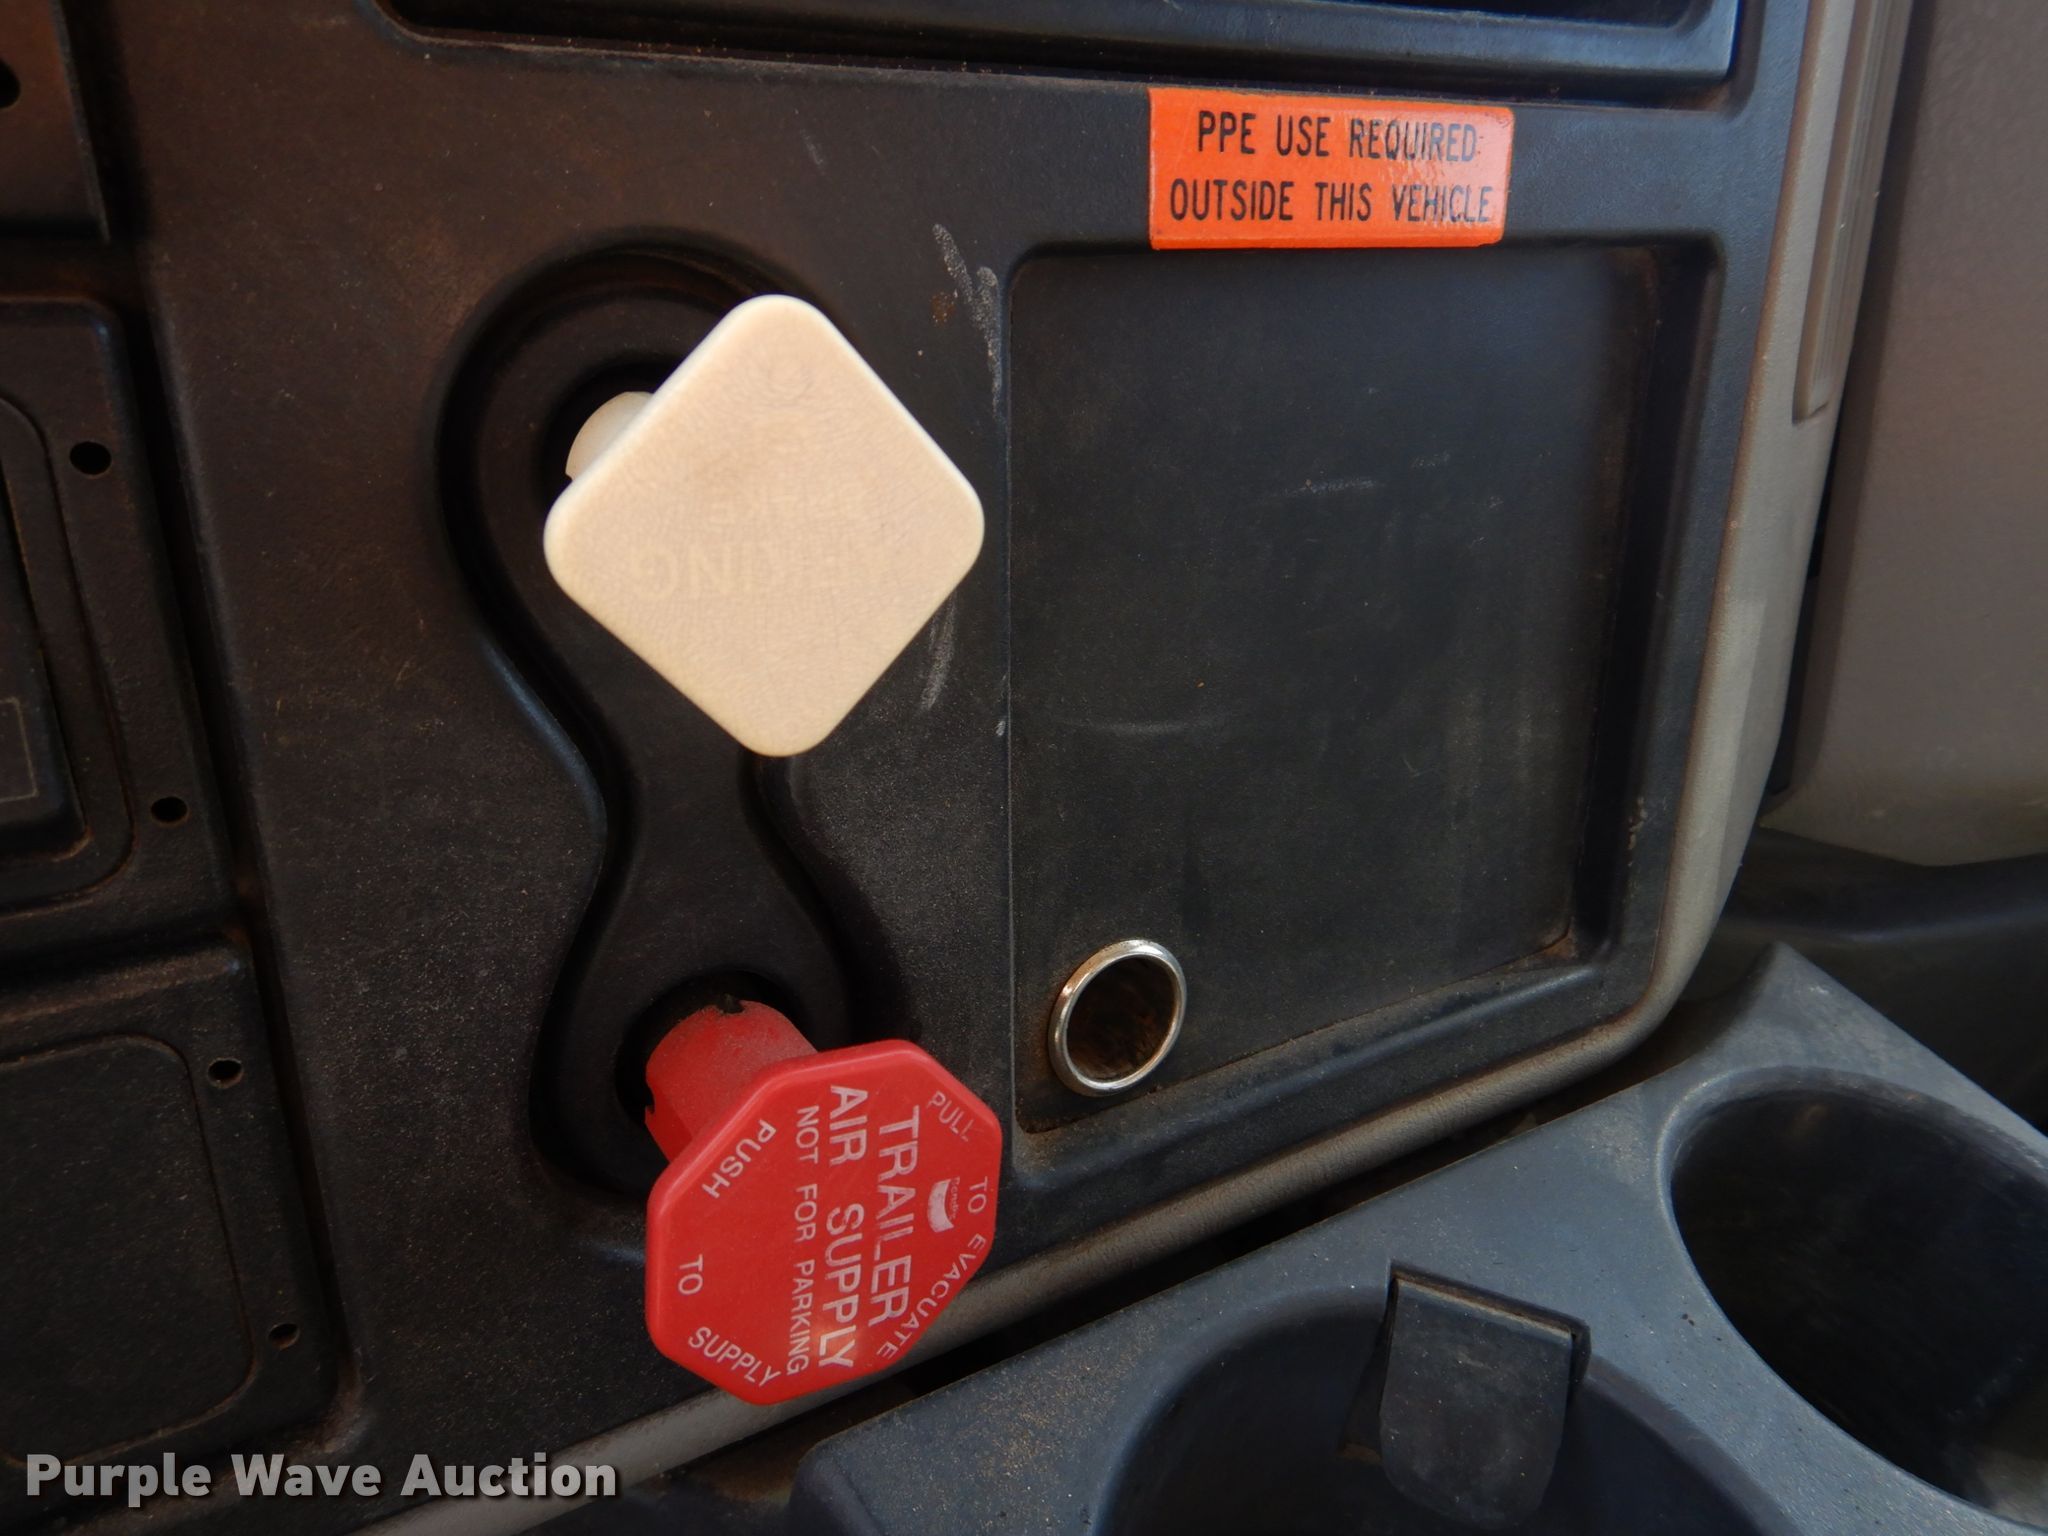 PPE USE REQUIRED
OUTSIDE THIS VEHICLE
KING
PULL TO EVACUATE
TRAILER
AIR SUPPLY
NOT FOR PARKING
PUSH TO SUPPLY
Purple Wave Auction